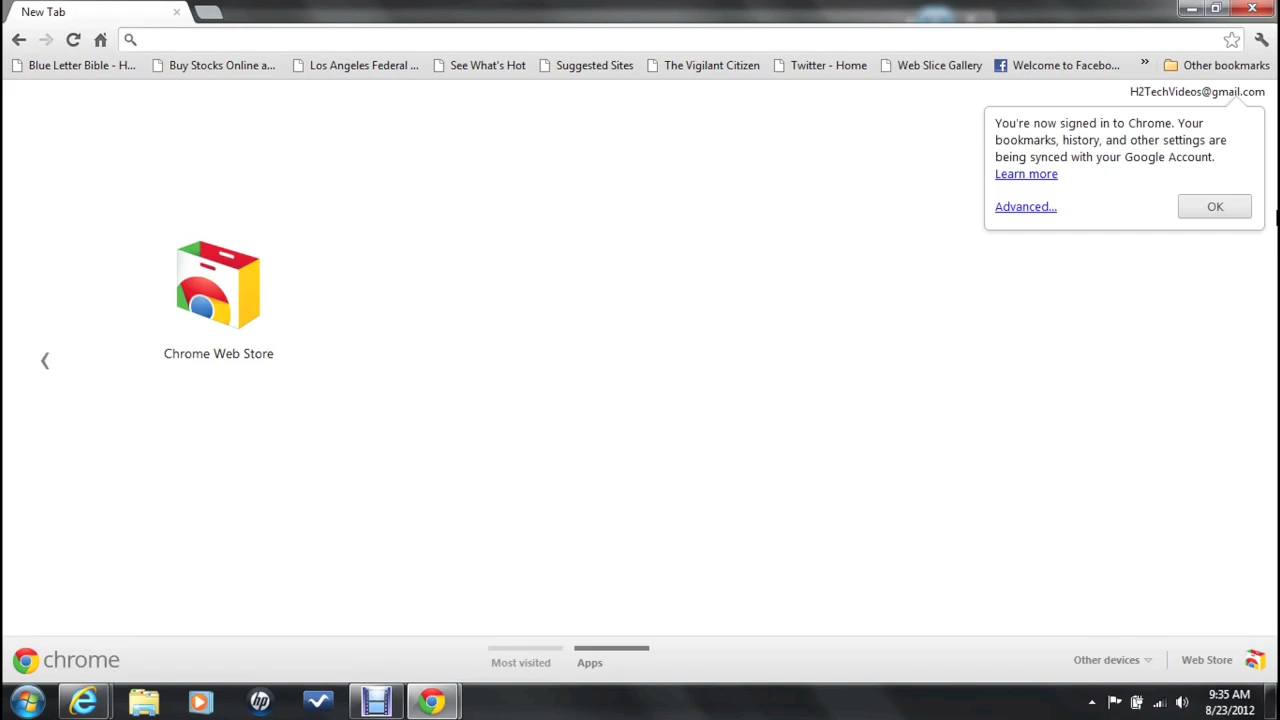 New Tab
Blue Letter Bible - H...
Buy Stocks Online a...
Los Angeles Federal ...
See What's Hot
Suggested Sites
The Vigilant Citizen
Twitter - Home
Web Slice Gallery
Welcome to Facebo...
Other bookmarks
H2TechVideos@gmail.com
You're now signed in to Chrome. Your
bookmarks, history, and other settings are
being synced with your Google Account.
Learn more
Advanced...
OK
Chrome Web Store
chrome
Most visited
Apps
Other devices
Web Store
hp
9:35 AM
8/23/2012